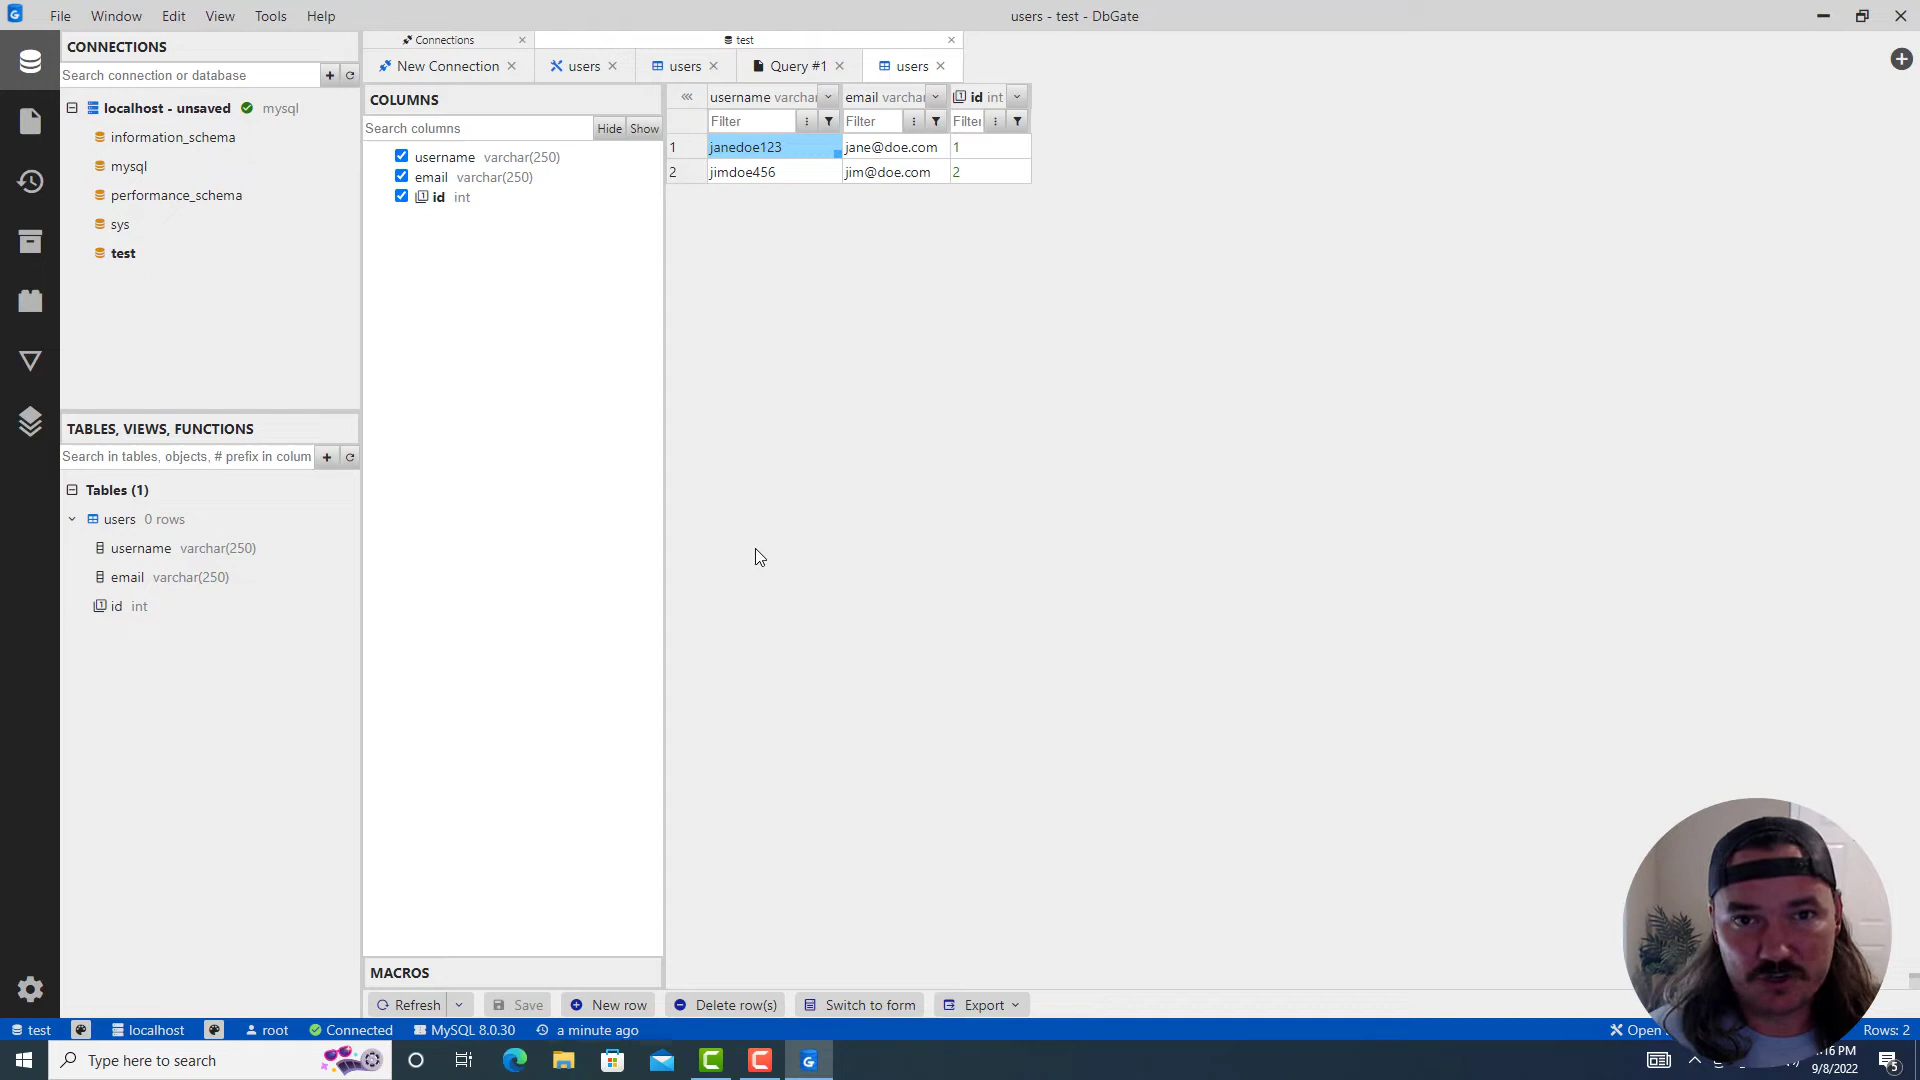 File Window Edit View Tools Help
users - test - DbGate
CONNECTIONS
Search connection or database
localhost - unsaved mysql
information_schema
mysql
performance_schema
sys
test
TABLES, VIEWS, FUNCTIONS
Search in tables, objects, # prefix in colum
Tables (1)
users 0 rows
username varchar(250)
email varchar(250)
id int
Connections
test
New Connection
users
users
Query #1
users
COLUMNS
Search columns
Hide Show
username varchar(250)
email varchar(250)
id int
MACROS
username varchar email varchar id int
Filter Filter Filter
1 janedoe123 jane@doe.com 1
2 jimdoe456 jim@doe.com 2
Refresh Save New row Delete row(s) Switch to form Export
test localhost root Connected MySQL 8.0.30 a minute ago
Open
Rows: 2
Type here to search
:16 PM
9/8/2022
5